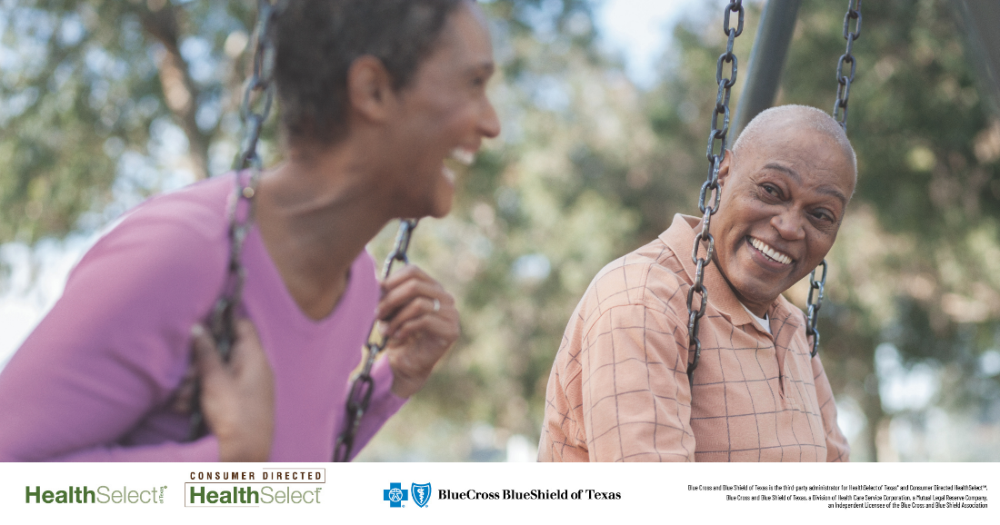 HealthSelect of Texas®
CONSUMER DIRECTED
HealthSelect™
BlueCross BlueShield of Texas
Blue Cross and Blue Shield of Texas is the third-party administrator for HealthSelect of Texas® and Consumer Directed HealthSelect℠.
Blue Cross and Blue Shield of Texas, a Division of Health Care Service Corporation, a Mutual Legal Reserve Company,
an Independent Licensee of the Blue Cross and Blue Shield Association